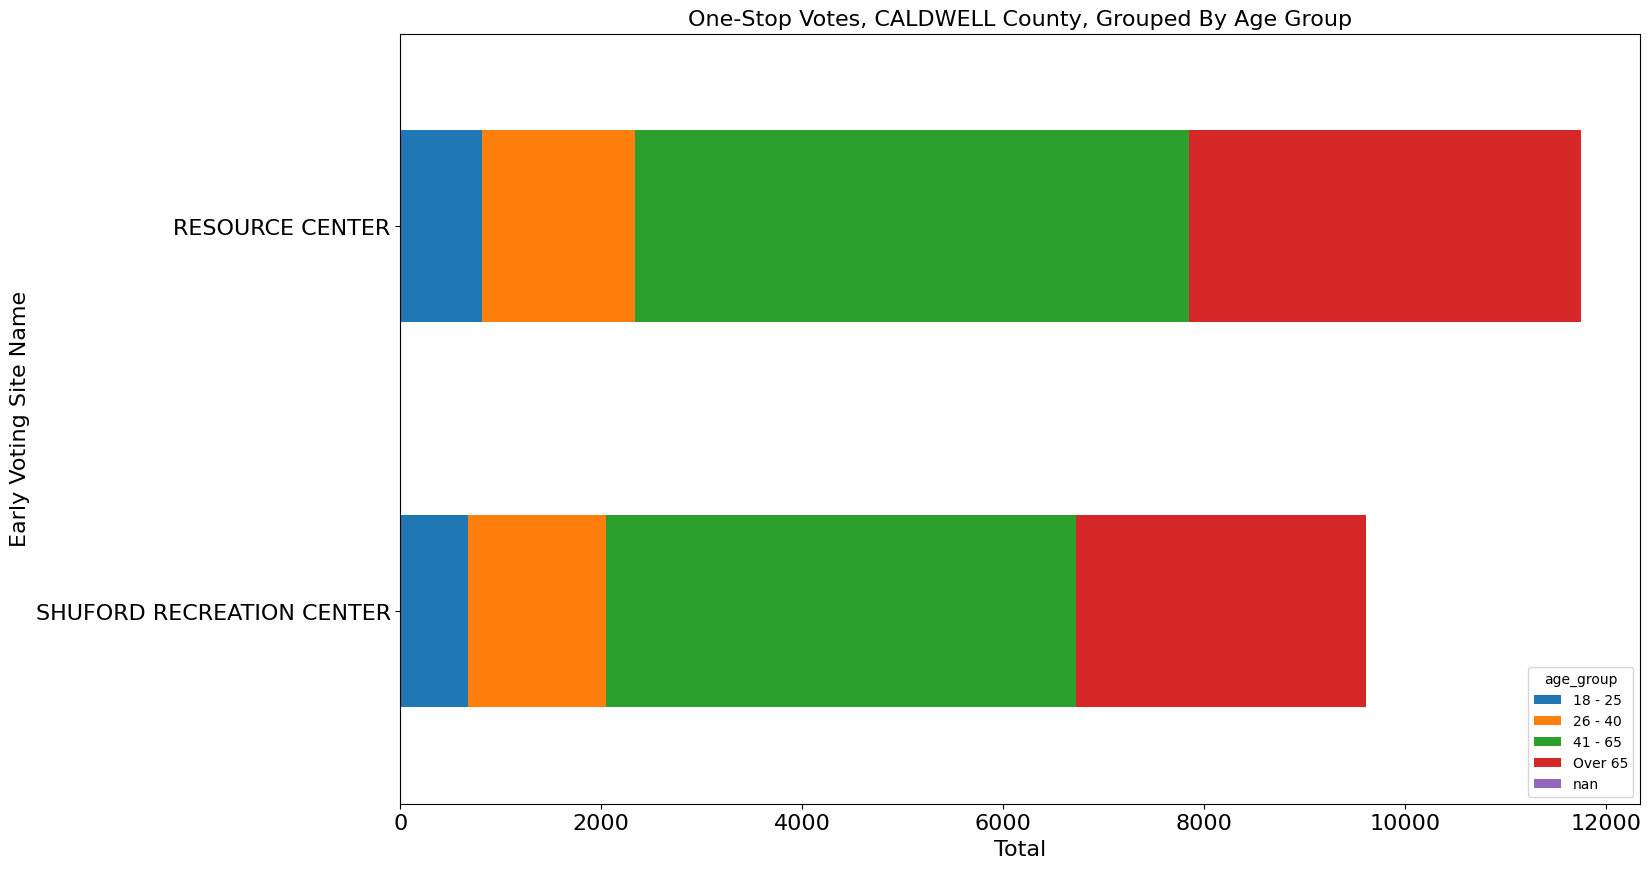 One-Stop Votes, CALDWELL County, Grouped By Age Group
Early Voting Site Name
RESOURCE CENTER
SHUFORD RECREATION CENTER
0 2000 4000 6000 8000 10000 12000
Total
age_group
18 - 25
26 - 40
41 - 65
Over 65
nan